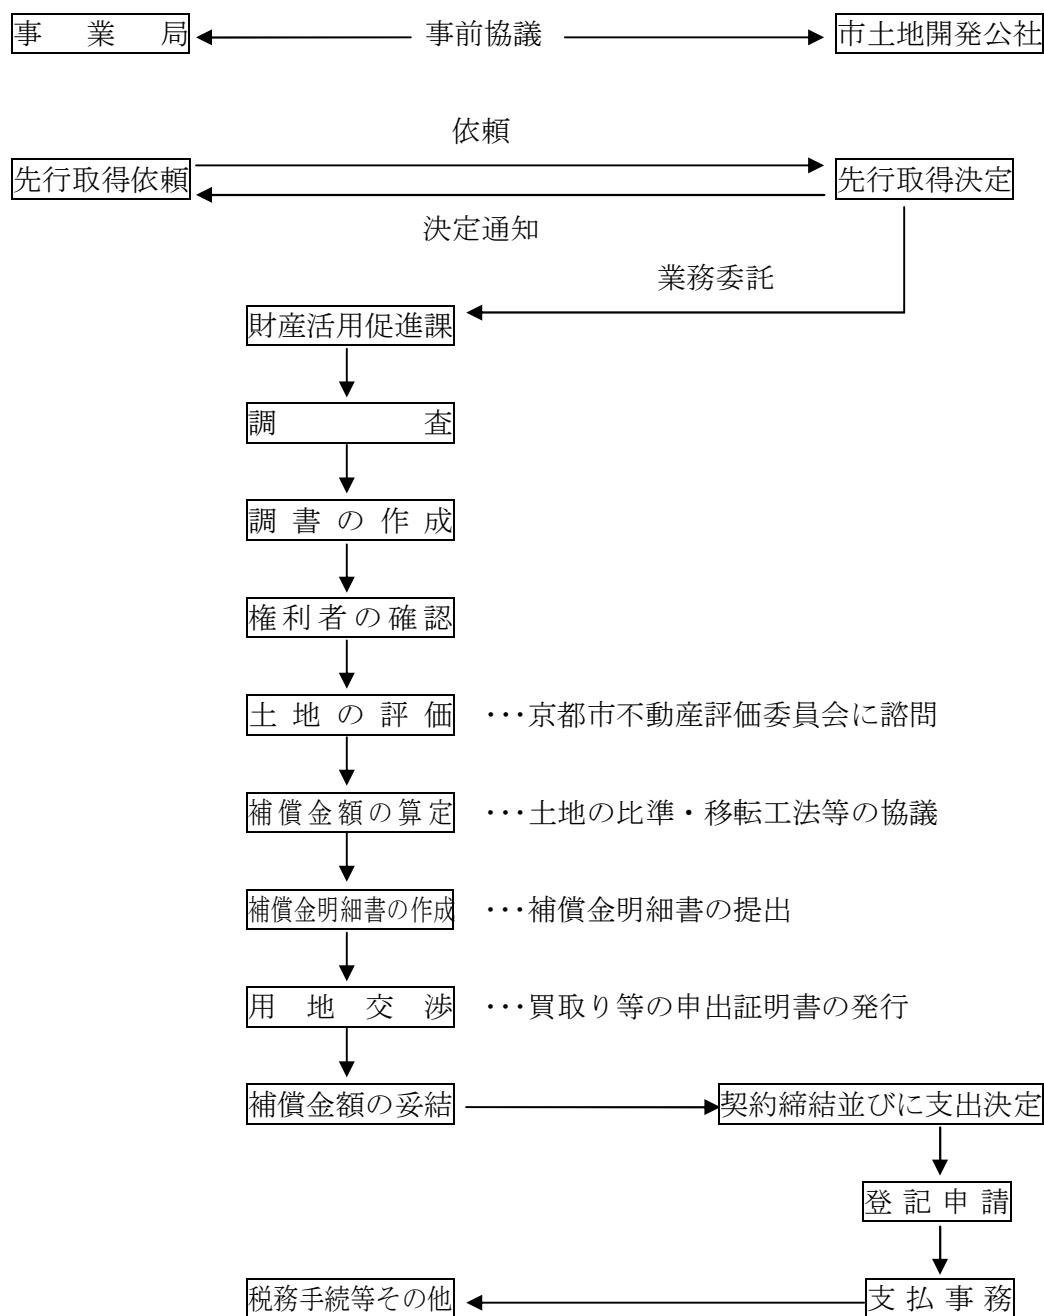 事業局 事前協議 市土地開発公社
依頼
先行取得依頼 先行取得決定
決定通知
業務委託
財産活用促進課
調査
調書の作成
権利者の確認
土地の評価 ・・・京都市不動産評価委員会に諮問
補償金額の算定 ・・・土地の比準・移転工法等の協議
補償金明細書の作成 ・・・補償金明細書の提出
用地交渉 ・・・買取り等の申出証明書の発行
補償金額の妥結 契約締結並びに支出決定
登記申請
税務手続等その他 支払事務